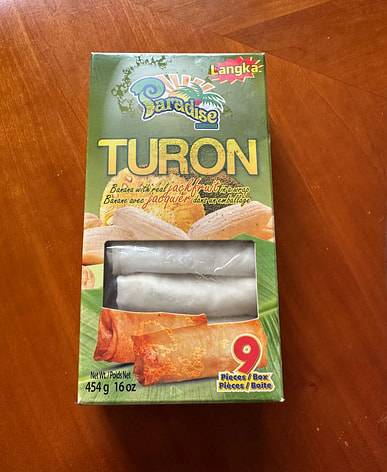 Langka
Paradise
TURON
Banana with real jackfruit in a wrap
Banane avec jacquier dans un emballage
9
Pieces / Box
Pièces / Boîte
Net Wt. / Poids Net
454 g 16 oz